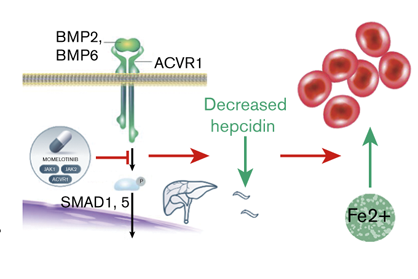 BMP2,
BMP6
ACVR1
Decreased
hepcidin
MOMELOTINIB
JAK1 JAK2
ACVR1
P
SMAD1, 5
Fe2+